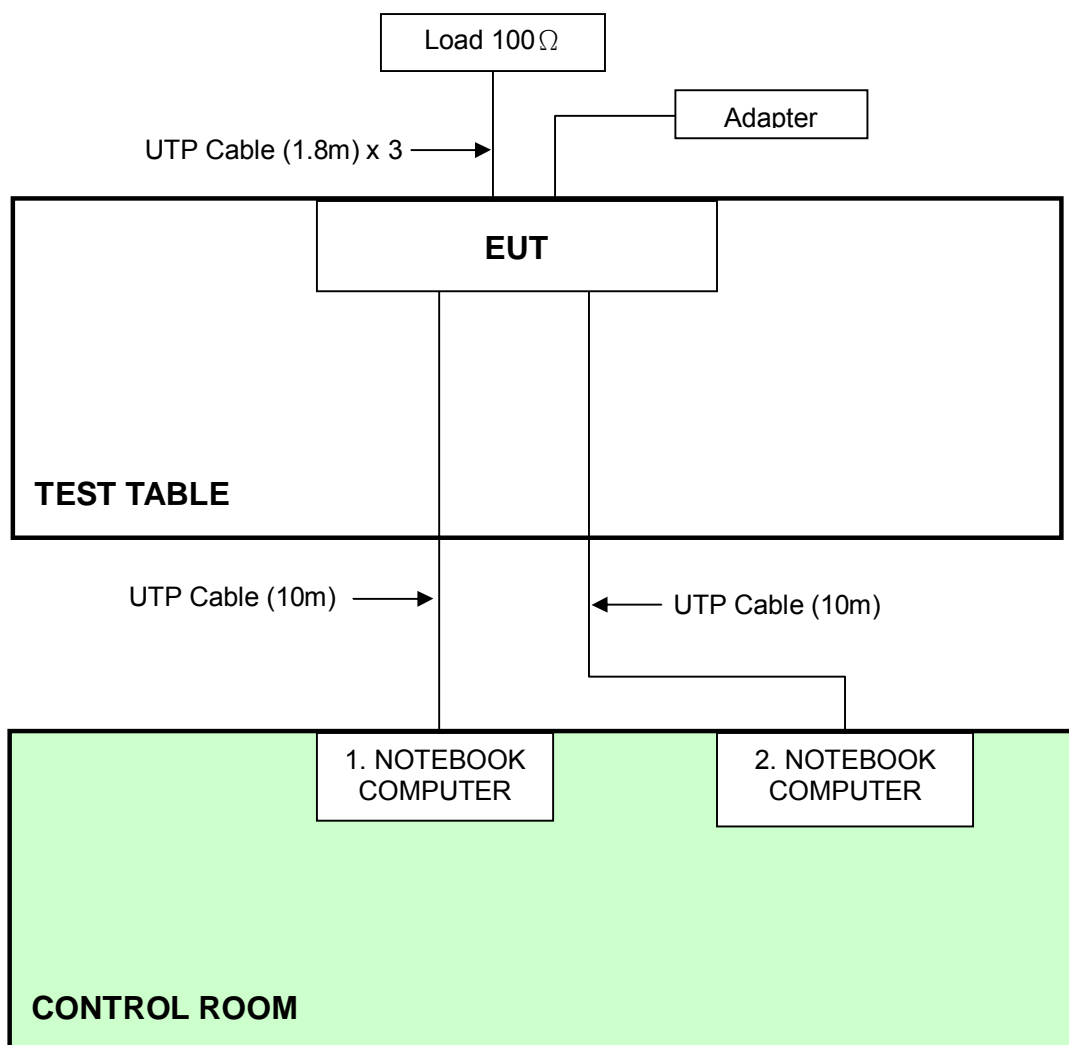 Load 100Ω
Adapter
UTP Cable (1.8m) x 3
EUT
TEST TABLE
UTP Cable (10m)
UTP Cable (10m)
1. NOTEBOOK
COMPUTER
2. NOTEBOOK
COMPUTER
CONTROL ROOM